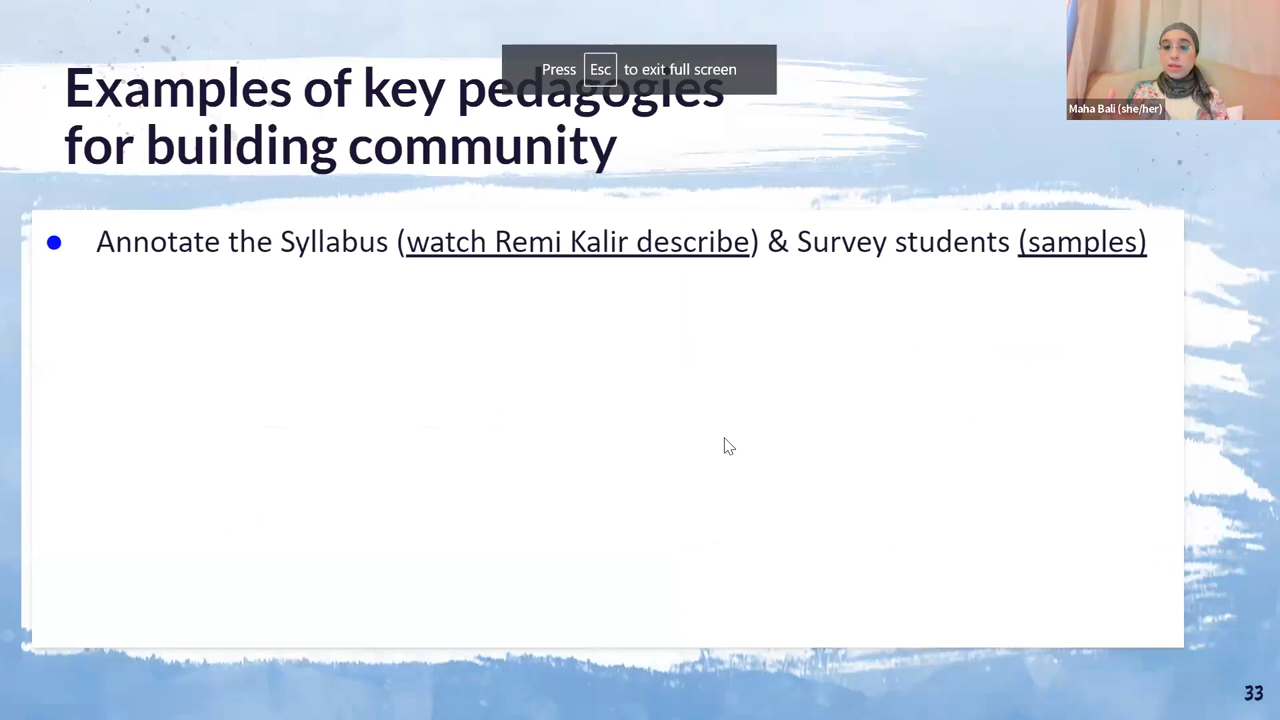 Examples of key pedagogies
for building community
Press Esc to exit full screen
Maha Bali (she/her)
● Annotate the Syllabus (watch Remi Kalir describe) & Survey students (samples)
33